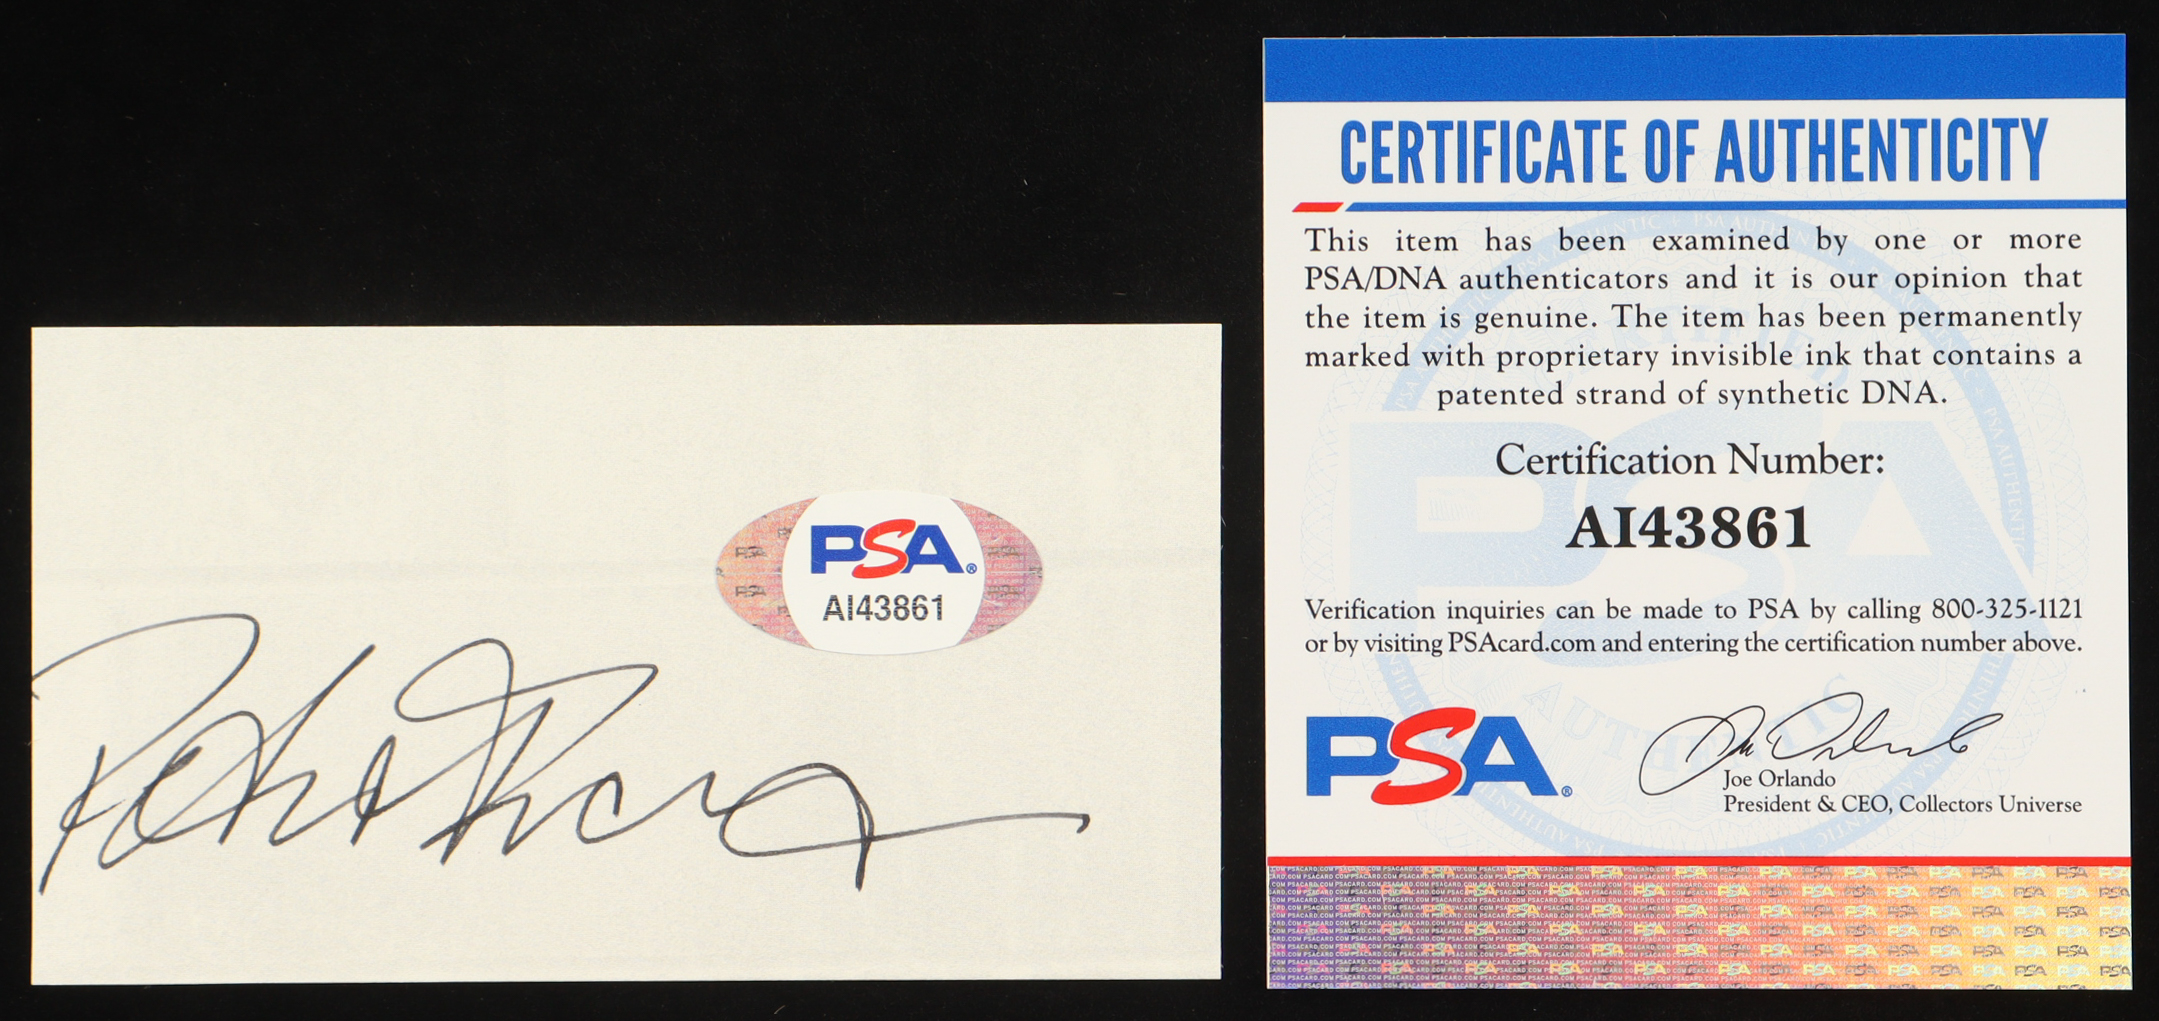 PSA
AI43861
CERTIFICATE OF AUTHENTICITY
This item has been examined by one or more
PSA/DNA authenticators and it is our opinion that
the item is genuine. The item has been permanently
marked with proprietary invisible ink that contains a
patented strand of synthetic DNA.
Certification Number:
AI43861
Verification inquiries can be made to PSA by calling 800-325-1121
or by visiting PSAcard.com and entering the certification number above.
PSA
Joe Orlando
President & CEO, Collectors Universe